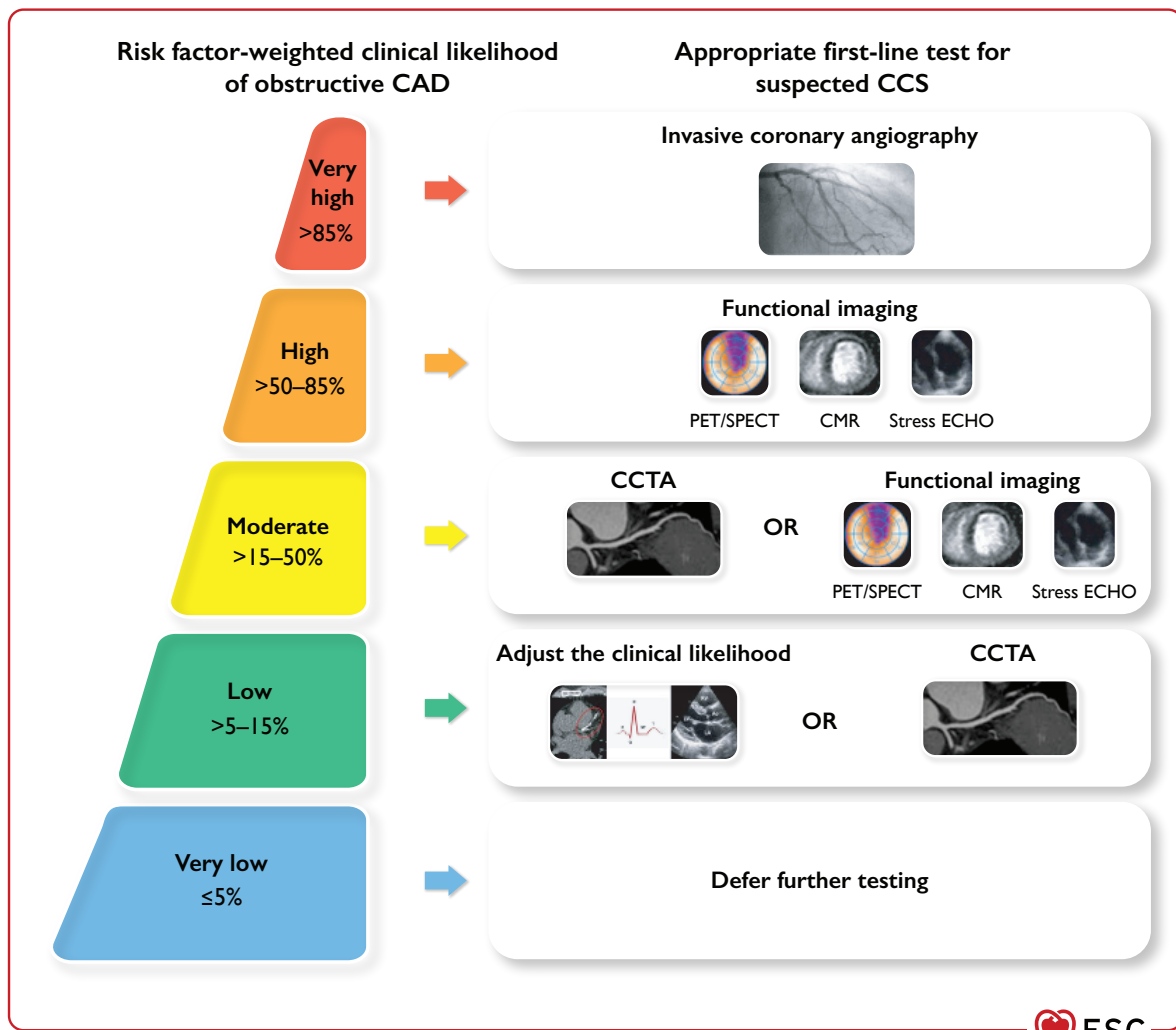 Risk factor-weighted clinical likelihood
of obstructive CAD
Appropriate first-line test for
suspected CCS
Very
high
>85%
Invasive coronary angiography
High
>50–85%
Functional imaging
PET/SPECT
CMR
Stress ECHO
Moderate
>15–50%
CCTA
OR
Functional imaging
PET/SPECT
CMR
Stress ECHO
Low
>5–15%
Adjust the clinical likelihood
OR
CCTA
Very low
≤5%
Defer further testing
ESC